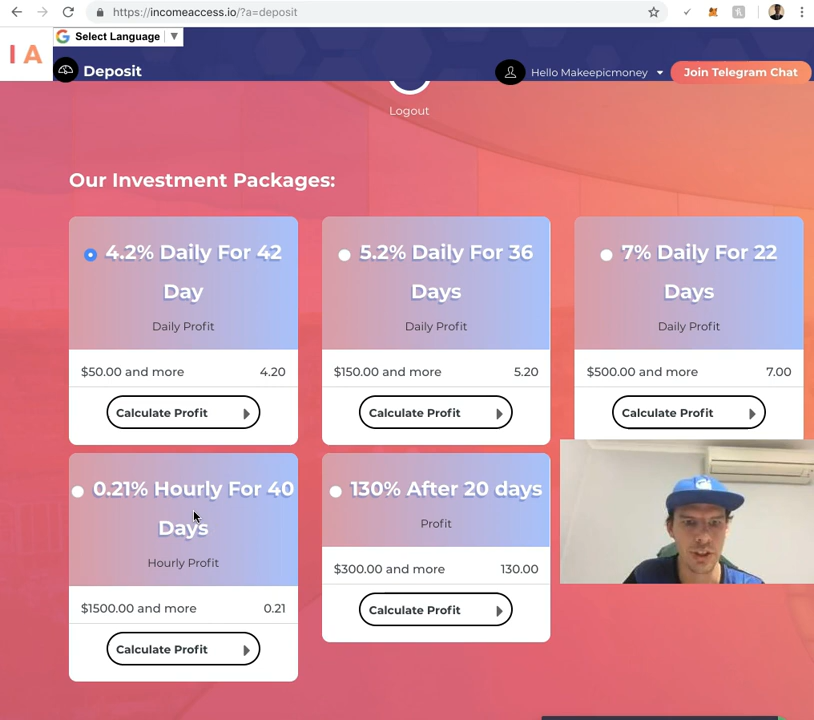 https://incomeaccess.io/?a=deposit
Select Language
IA
Deposit
Hello Makeepicmoney
Join Telegram Chat
Logout
Our Investment Packages:
4.2% Daily For 42
Day
Daily Profit
$50.00 and more 4.20
Calculate Profit
5.2% Daily For 36
Days
Daily Profit
$150.00 and more 5.20
Calculate Profit
7% Daily For 22
Days
Daily Profit
$500.00 and more 7.00
Calculate Profit
0.21% Hourly For 40
Days
Hourly Profit
$1500.00 and more 0.21
Calculate Profit
130% After 20 days
Profit
$300.00 and more 130.00
Calculate Profit